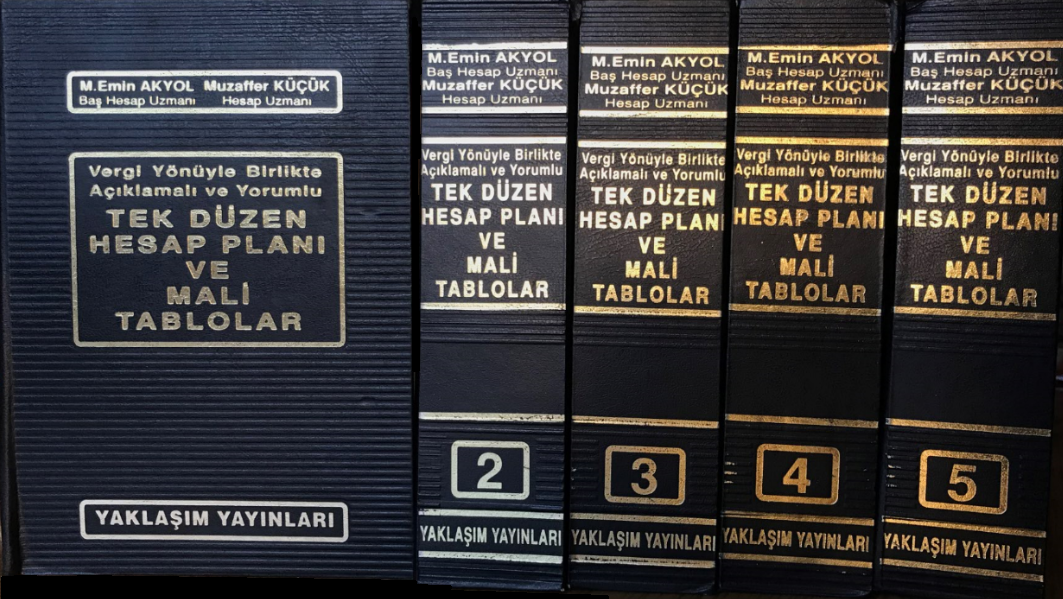 M.Emin AKYOL Muzaffer KÜÇÜK
Baş Hesap Uzmanı Hesap Uzmanı
Vergi Yönüyle Birlikte
Açıklamalı ve Yorumlu
TEK DÜZEN
HESAP PLANI
VE
MALİ
TABLOLAR
YAKLAŞIM YAYINLARI
M.Emin AKYOL
Baş Hesap Uzmanı
Muzaffer KÜÇÜK
Hesap Uzmanı
Vergi Yönüyle Birlikte
Açıklamalı ve Yorumlu
TEK DÜZEN
HESAP PLANI
VE
MALİ
TABLOLAR
2
YAKLAŞIM YAYINLARI
M.Emin AKYOL
Baş Hesap Uzmanı
Muzaffer KÜÇÜK
Hesap Uzmanı
Vergi Yönüyle Birlikte
Açıklamalı ve Yorumlu
TEK DÜZEN
HESAP PLANI
VE
MALİ
TABLOLAR
3
YAKLAŞIM YAYINLARI
M.Emin AKYOL
Baş Hesap Uzmanı
Muzaffer KÜÇÜK
Hesap Uzmanı
Vergi Yönüyle Birlikte
Açıklamalı ve Yorumlu
TEK DÜZEN
HESAP PLANI
VE
MALİ
TABLOLAR
4
YAKLAŞIM YAYINLARI
M.Emin AKYOL
Baş Hesap Uzmanı
Muzaffer KÜÇÜK
Hesap Uzmanı
Vergi Yönüyle Birlikte
Açıklamalı ve Yorumlu
TEK DÜZEN
HESAP PLANI
VE
MALİ
TABLOLAR
5
YAKLAŞIM YAYINLARI